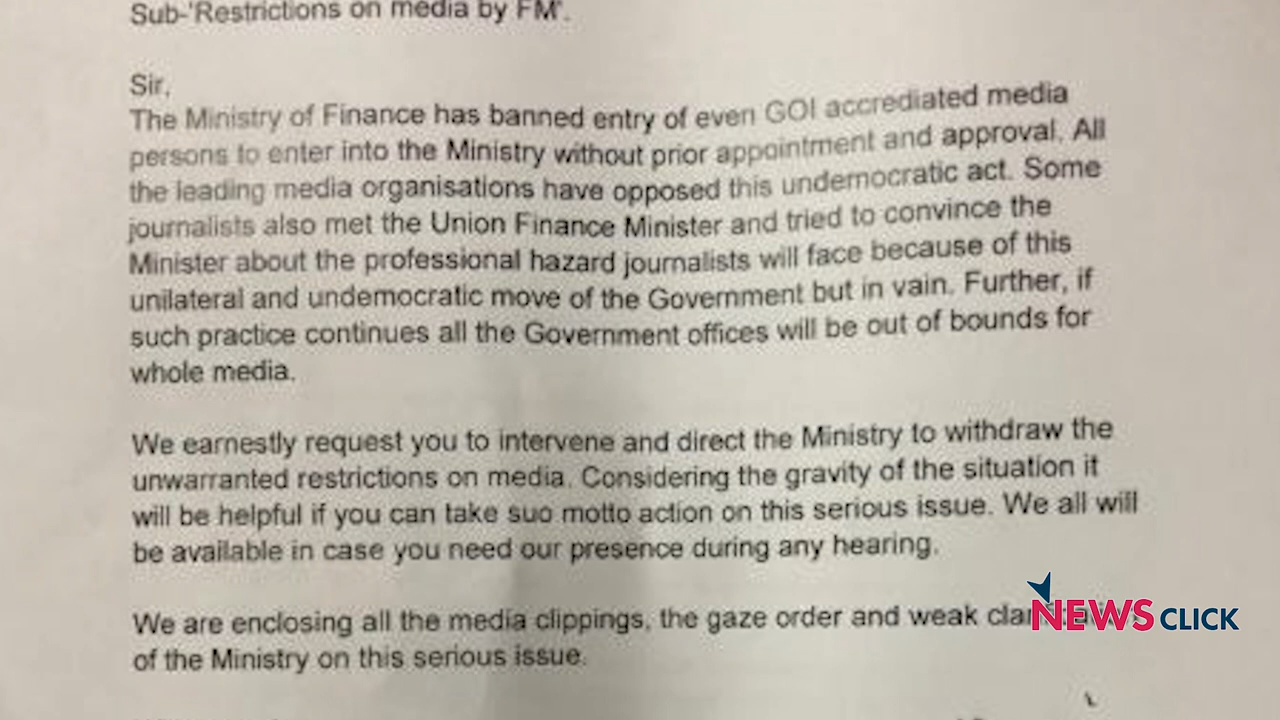 Sub-'Restrictions on media by FM'.
Sir,
The Ministry of Finance has banned entry of even GOI accrediated media
persons to enter into the Ministry without prior appointment and approval. All
the leading media organisations have opposed this undemocratic act. Some
journalists also met the Union Finance Minister and tried to convince the
Minister about the professional hazard journalists will face because of this
unilateral and undemocratic move of the Government but in vain. Further, if
such practice continues all the Government offices will be out of bounds for
whole media.
We earnestly request you to intervene and direct the Ministry to withdraw the
unwarranted restrictions on media. Considering the gravity of the situation it
will be helpful if you can take suo motto action on this serious issue. We all will
be available in case you need our presence during any hearing.
We are enclosing all the media clippings, the gaze order and weak
of the Ministry on this serious issue.
NEWSCLICK